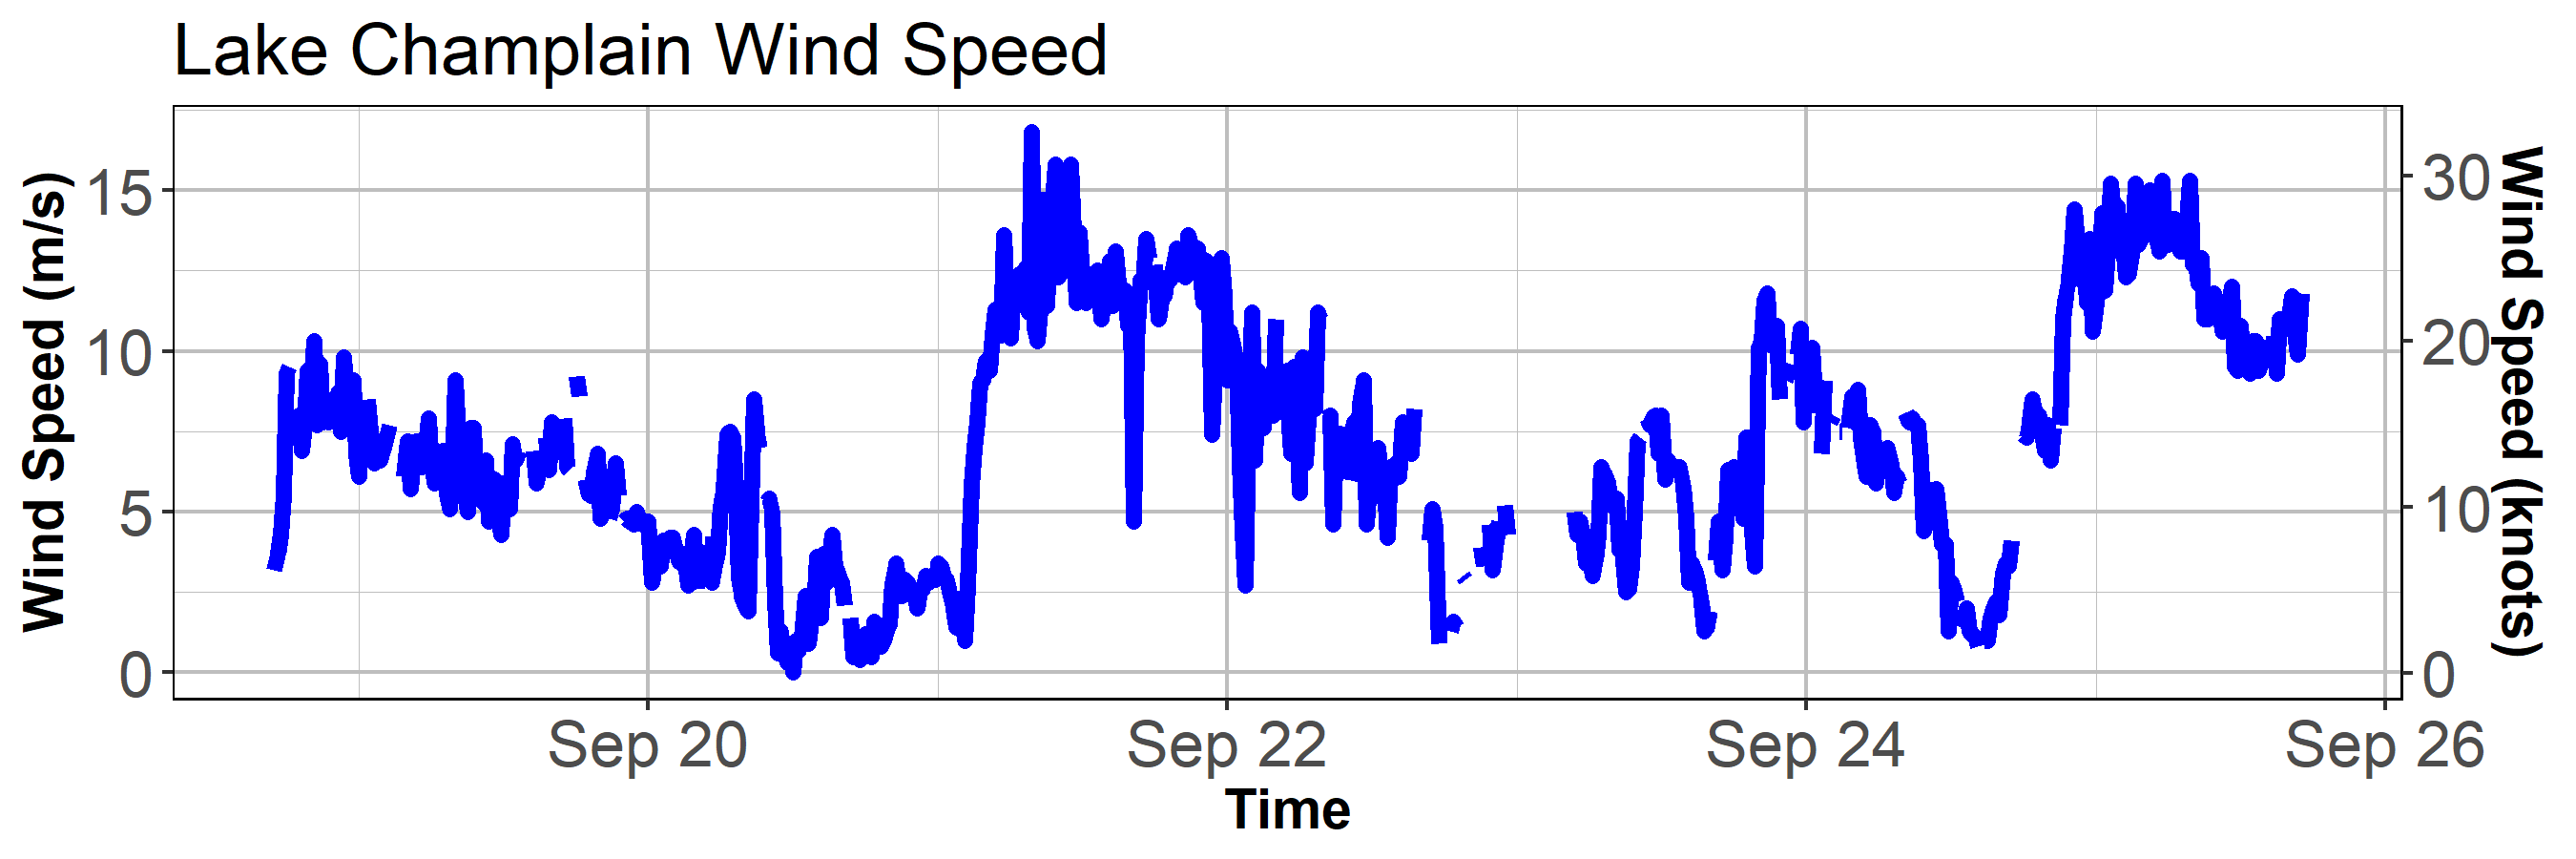 Lake Champlain Wind Speed
Wind Speed (m/s)
15
10
5
0
30
20
10
0
Wind Speed (knots)
Sep 20
Sep 22
Sep 24
Sep 26
Time